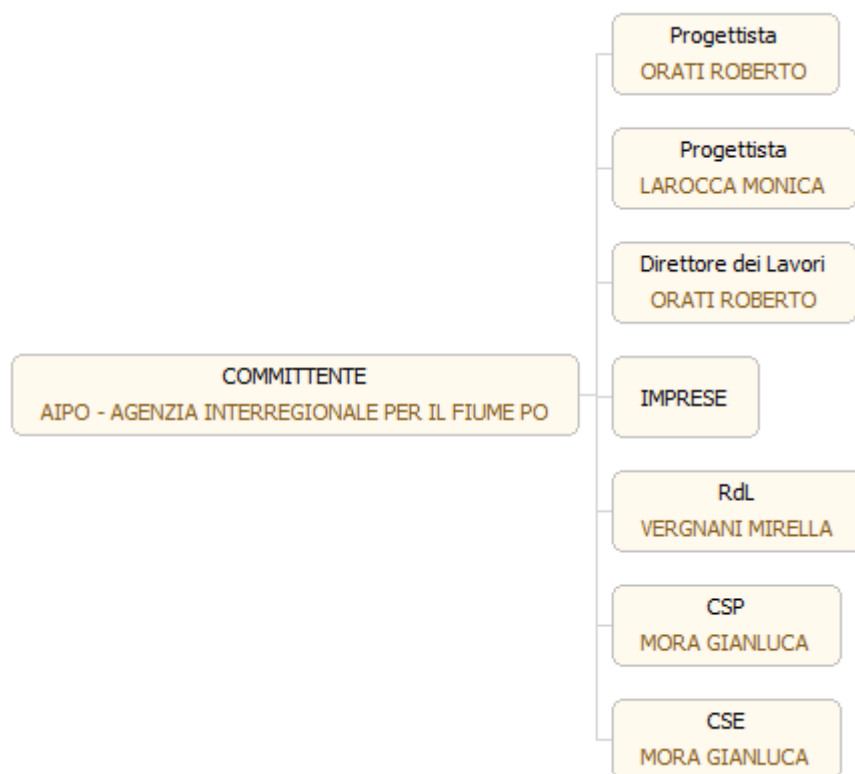 Progettista
ORATI ROBERTO
Progettista
LAROCCA MONICA
Direttore dei Lavori
ORATI ROBERTO
COMMITTENTE
AIPO - AGENZIA INTERREGIONALE PER IL FIUME PO
IMPRESE
RdL
VERGNANI MIRELLA
CSP
MORA GIANLUCA
CSE
MORA GIANLUCA